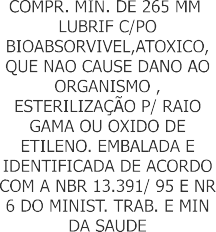 COMPR. MIN. DE 265 MM
LUBRIF C/PO
BIOABSORVIVEL,ATOXICO,
QUE NAO CAUSE DANO AO
ORGANISMO ,
ESTERILIZAÇÃO P/ RAIO
GAMA OU OXIDO DE
ETILENO. EMBALADA E
IDENTIFICADA DE ACORDO
COM A NBR 13.391/ 95 E NR
6 DO MINIST. TRAB. E MIN
DA SAUDE